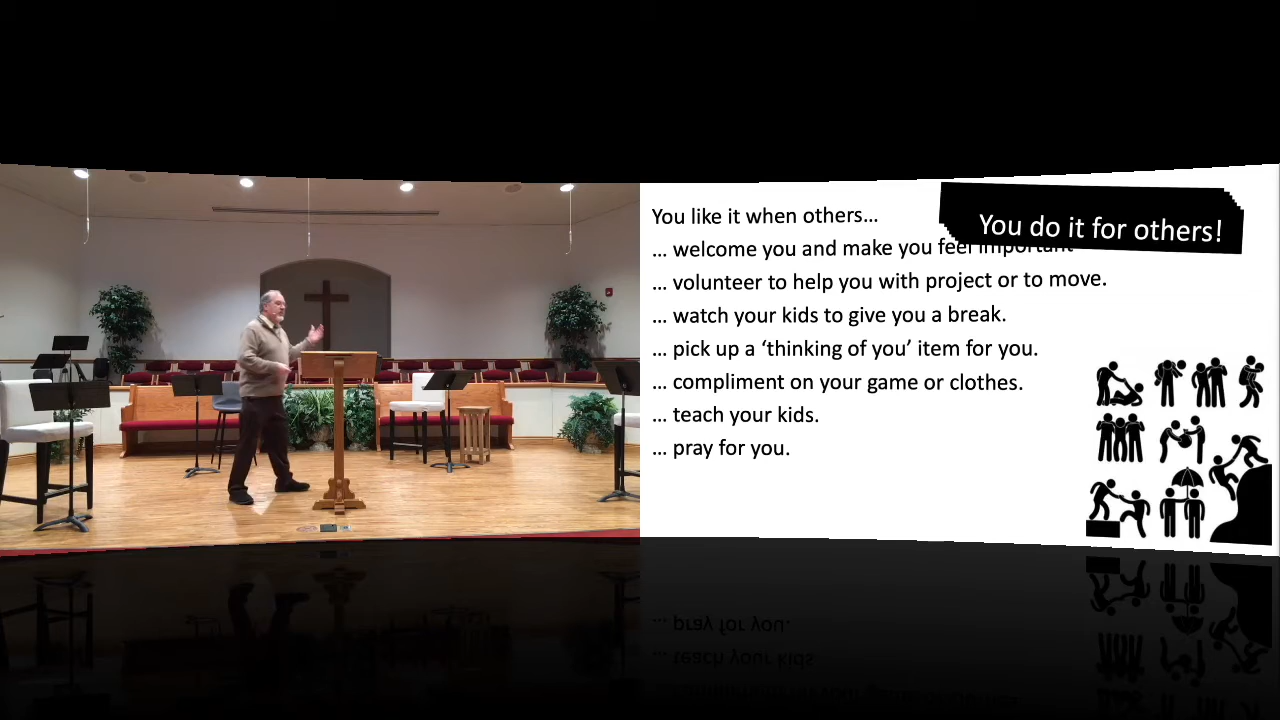 You like it when others...
You do it for others!
... welcome you and make you feel important
... volunteer to help you with project or to move.
... watch your kids to give you a break.
... pick up a ‘thinking of you’ item for you.
... compliment on your game or clothes.
... teach your kids.
... pray for you.